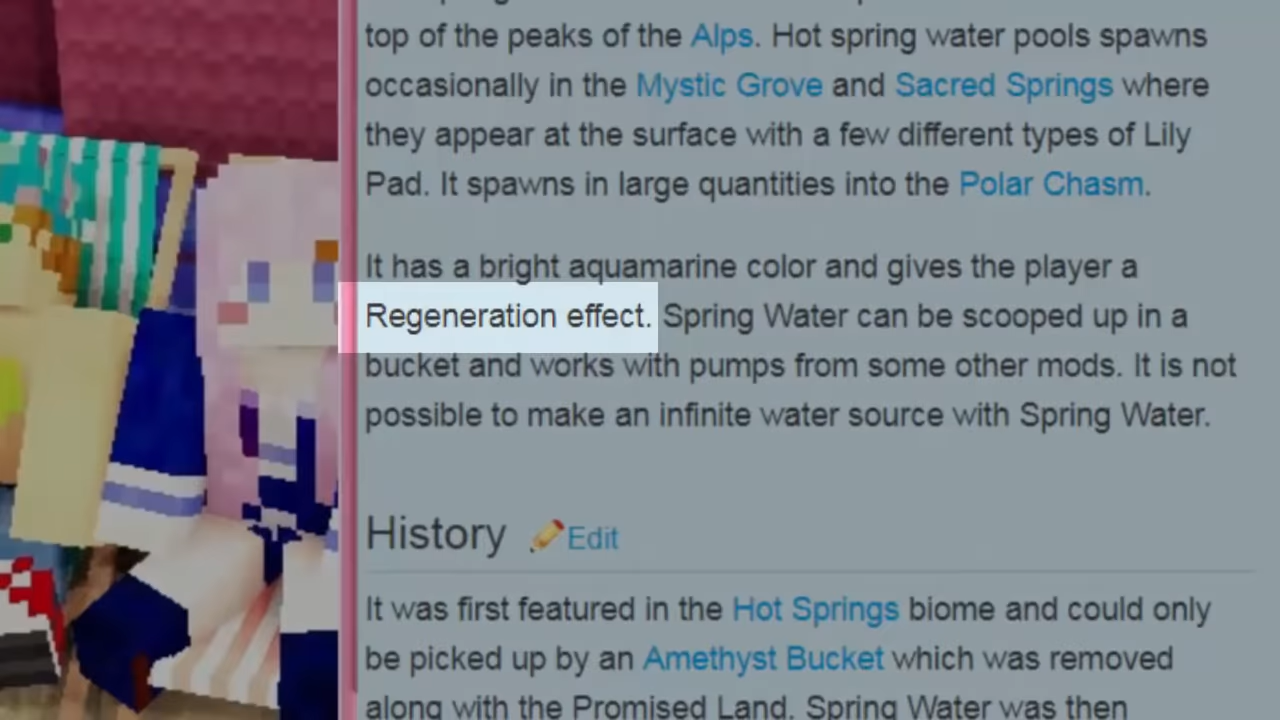 top of the peaks of the Alps. Hot spring water pools spawns
occasionally in the Mystic Grove and Sacred Springs where
they appear at the surface with a few different types of Lily
Pad. It spawns in large quantities into the Polar Chasm.
It has a bright aquamarine color and gives the player a
Regeneration effect. Spring Water can be scooped up in a
bucket and works with pumps from some other mods. It is not
possible to make an infinite water source with Spring Water.
History Edit
It was first featured in the Hot Springs biome and could only
be picked up by an Amethyst Bucket which was removed
along with the Promised Land. Spring Water was then